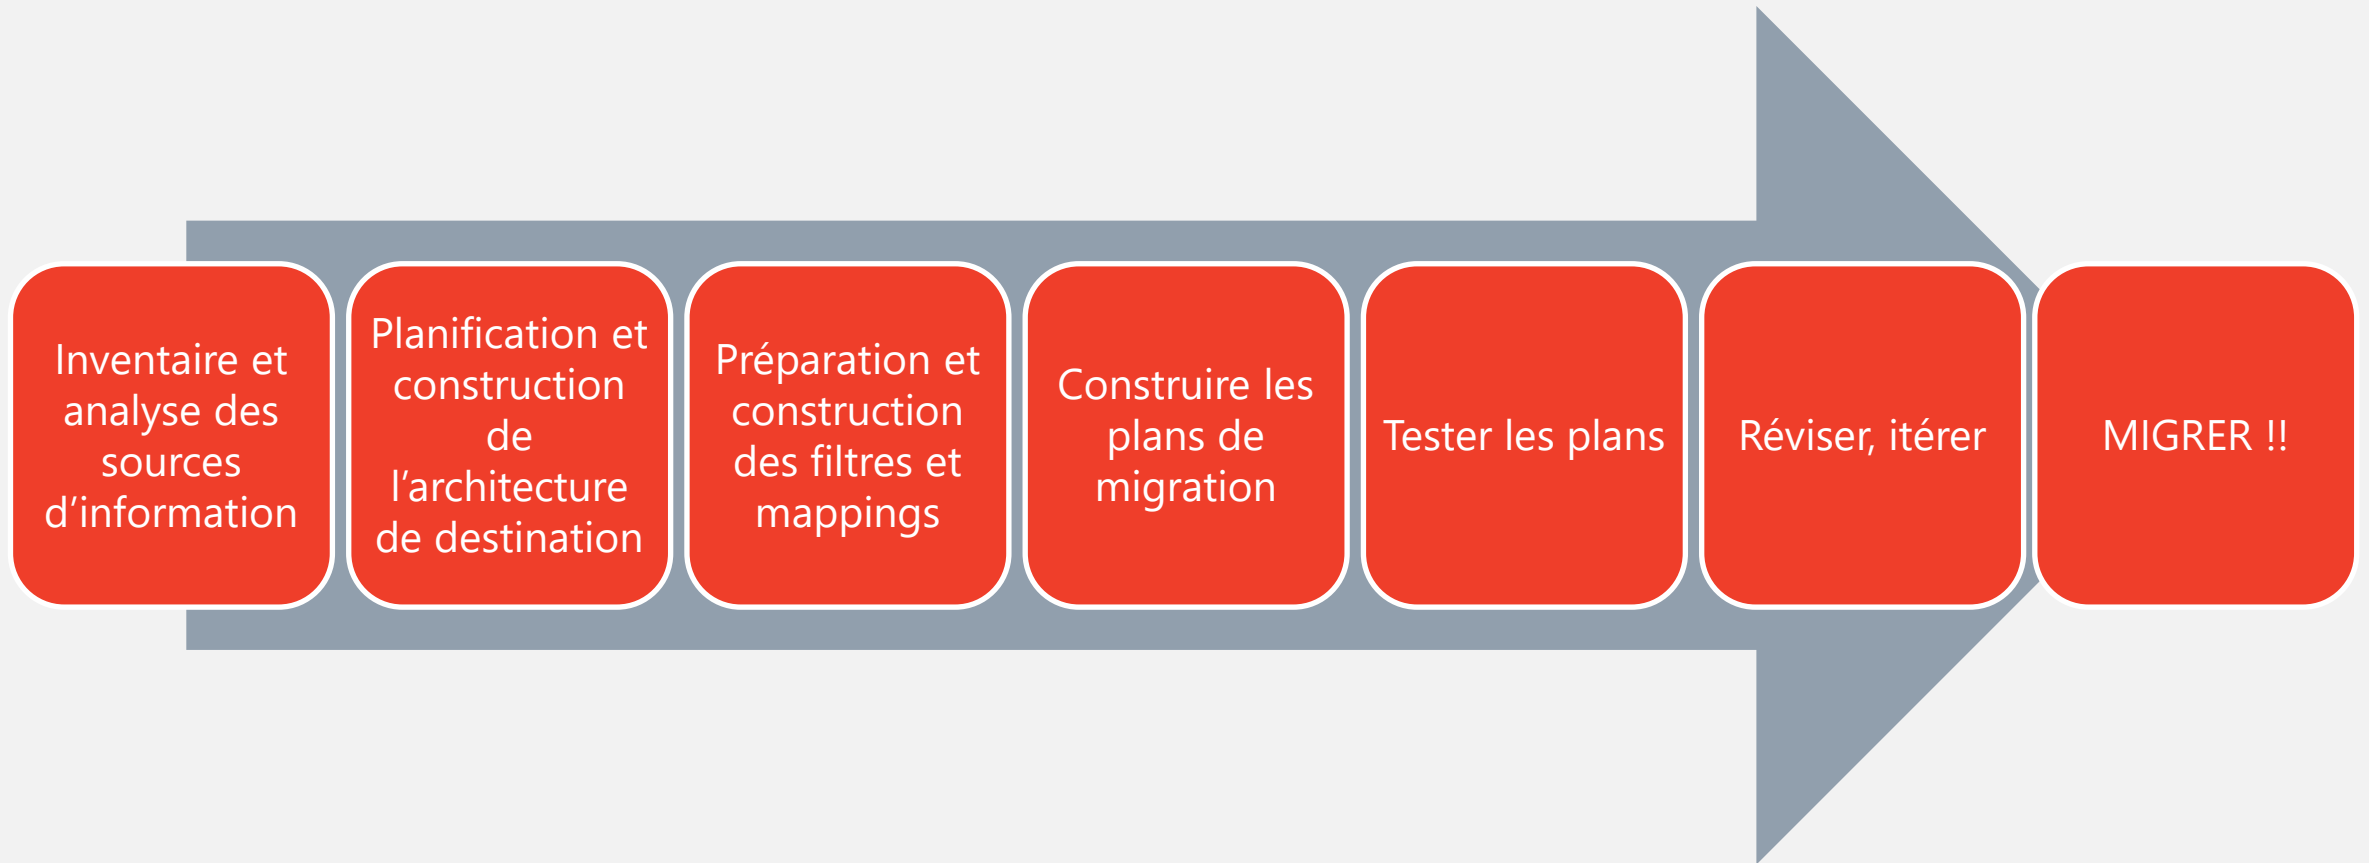 Inventaire et
analyse des
sources
d’information
Planification et
construction
de
l’architecture
de destination
Préparation et
construction
des filtres et
mappings
Construire les
plans de
migration
Tester les plans
Réviser, itérer
MIGRER !!